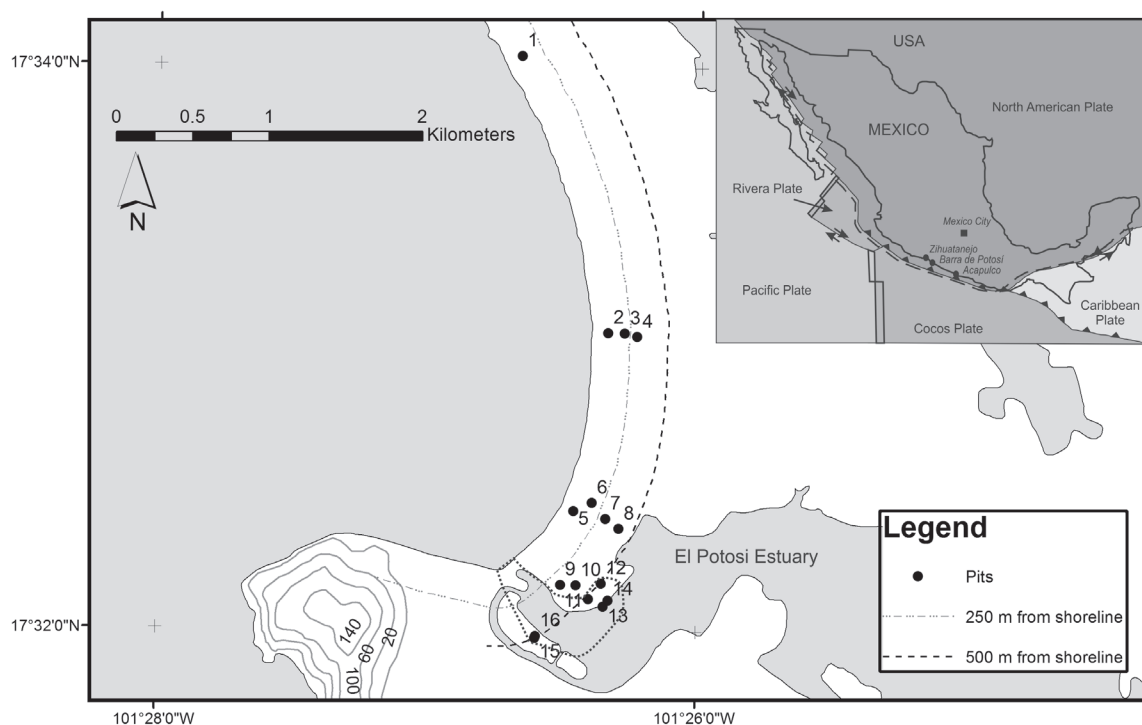 17°34'0"N
17°32'0"N
101°28'0"W
101°26'0"W
0 0.5 1 2
Kilometers
N
1
2 3 4
6
7
5
8
9 10 12
11 14
13
16
15
El Potosi Estuary
140
60
20
100
USA
North American Plate
MEXICO
Rivera Plate
Mexico City
Zihuatanejo
Barra de Potosí
Acapulco
Pacific Plate
Caribbean
Plate
Cocos Plate
Legend
Pits
250 m from shoreline
500 m from shoreline